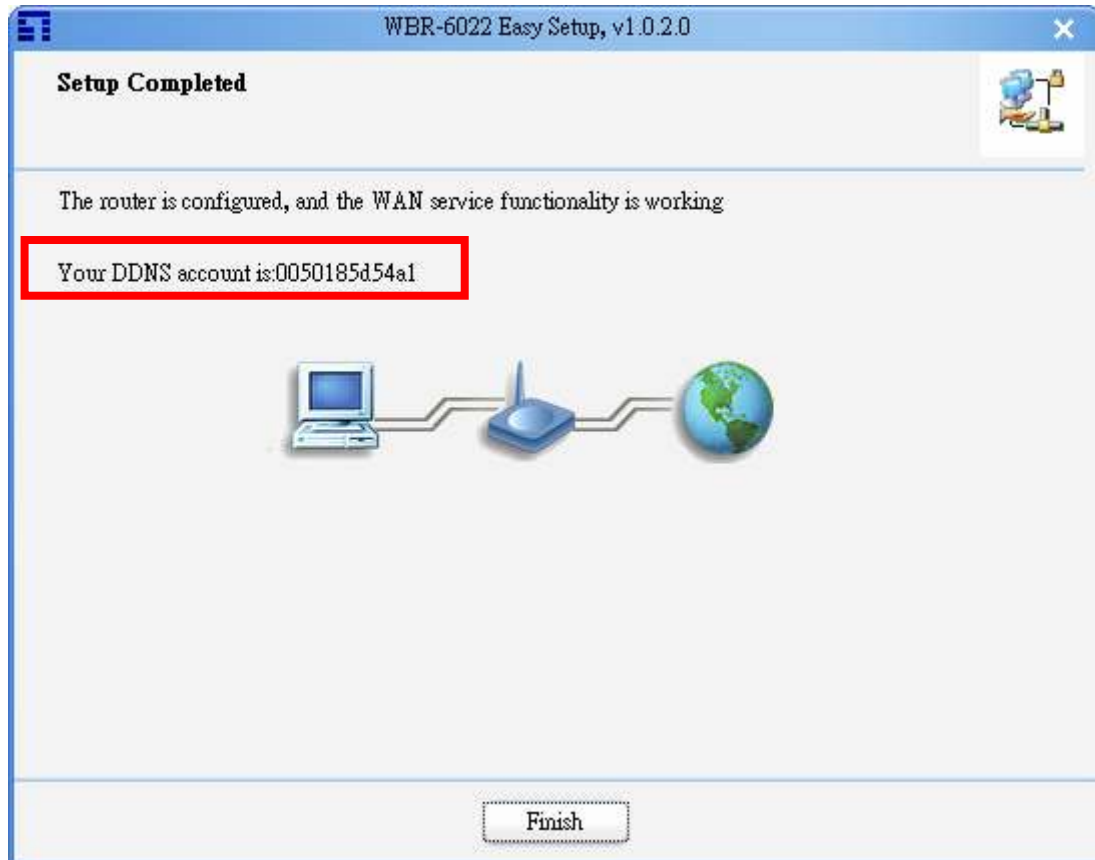 WBR-6022 Easy Setup, v1.0.2.0
Setup Completed
The router is configured, and the WAN service functionality is working
Your DDNS account is:0050185d54a1
Finish